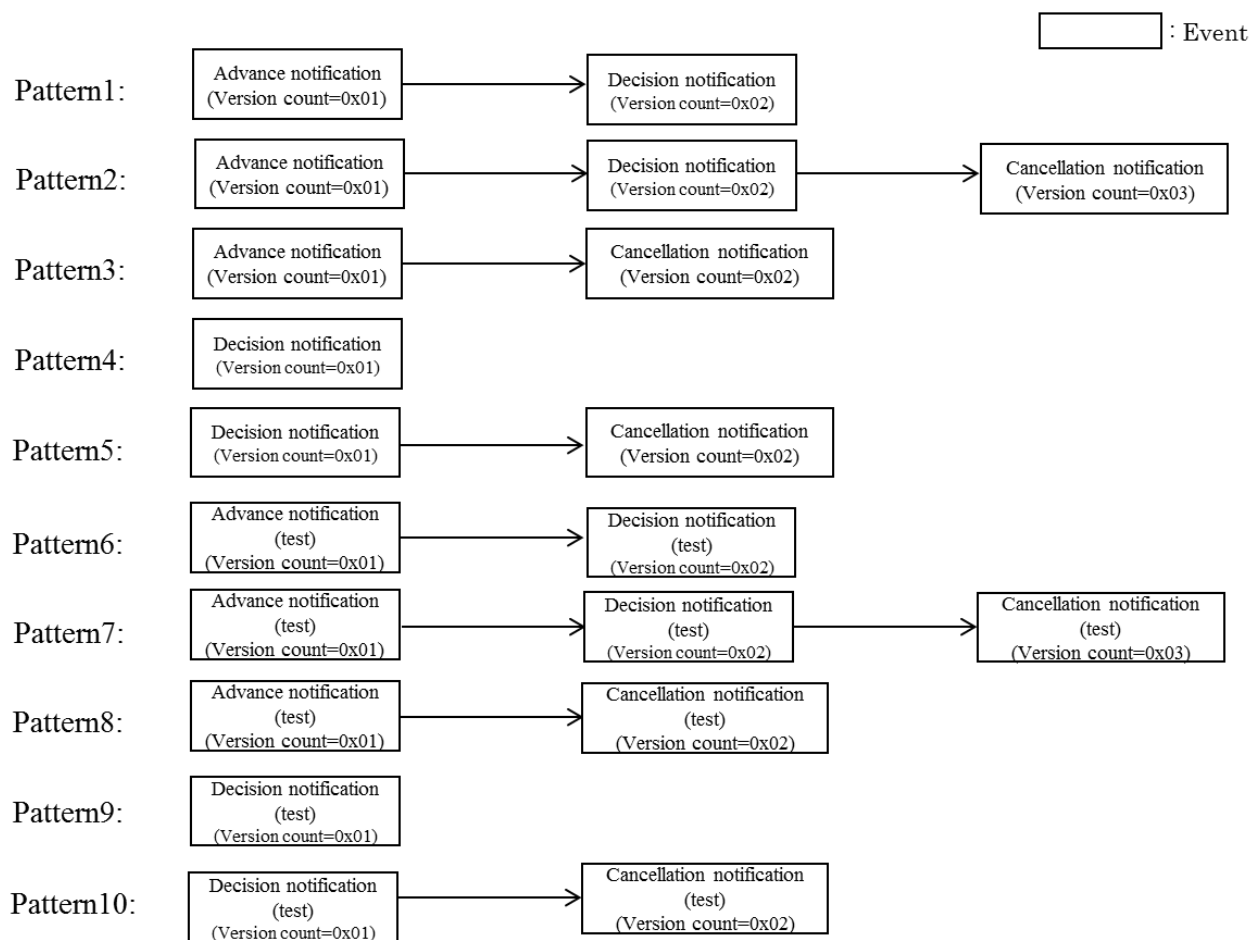 : Event
Pattern1:
Advance notification
(Version count=0x01)
Decision notification
(Version count=0x02)
Pattern2:
Advance notification
(Version count=0x01)
Decision notification
(Version count=0x02)
Cancellation notification
(Version count=0x03)
Pattern3:
Advance notification
(Version count=0x01)
Cancellation notification
(Version count=0x02)
Pattern4:
Decision notification
(Version count=0x01)
Pattern5:
Decision notification
(Version count=0x01)
Cancellation notification
(Version count=0x02)
Pattern6:
Advance notification
(test)
(Version count=0x01)
Decision notification
(test)
(Version count=0x02)
Pattern7:
Advance notification
(test)
(Version count=0x01)
Decision notification
(test)
(Version count=0x02)
Cancellation notification
(test)
(Version count=0x03)
Pattern8:
Advance notification
(test)
(Version count=0x01)
Cancellation notification
(test)
(Version count=0x02)
Pattern9:
Decision notification
(test)
(Version count=0x01)
Pattern10:
Decision notification
(test)
(Version count=0x01)
Cancellation notification
(test)
(Version count=0x02)